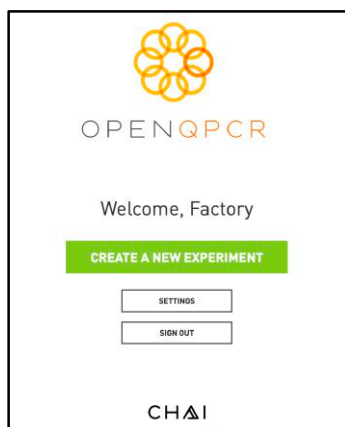 OPENQPCR
Welcome, Factory
CREATE A NEW EXPERIMENT
SETTINGS
SIGN OUT
CHAI